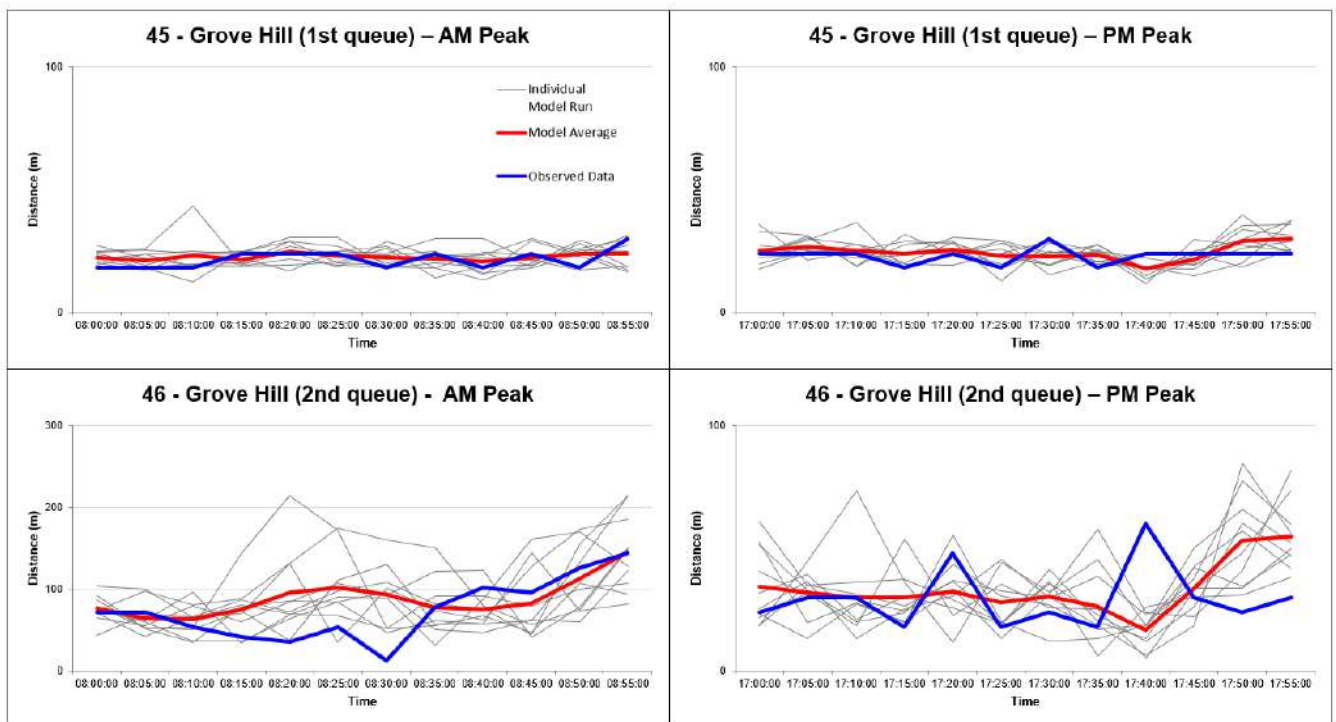 45 - Grove Hill (1st queue) – AM Peak
100
Individual
Model Run
Model Average
Observed Data
Distance (m)
0
08:00:00 08:05:00 08:10:00 08:15:00 08:20:00 08:25:00 08:30:00 08:35:00 08:40:00 08:45:00 08:50:00 08:55:00
Time
45 - Grove Hill (1st queue) – PM Peak
100
Distance (m)
0
17:00:00 17:05:00 17:10:00 17:15:00 17:20:00 17:25:00 17:30:00 17:35:00 17:40:00 17:45:00 17:50:00 17:55:00
Time
46 - Grove Hill (2nd queue) - AM Peak
300
200
Distance (m)
100
0
08:00:00 08:05:00 08:10:00 08:15:00 08:20:00 08:25:00 08:30:00 08:35:00 08:40:00 08:45:00 08:50:00 08:55:00
Time
46 - Grove Hill (2nd queue) – PM Peak
100
Distance (m)
0
17:00:00 17:05:00 17:10:00 17:15:00 17:20:00 17:25:00 17:30:00 17:35:00 17:40:00 17:45:00 17:50:00 17:55:00
Time